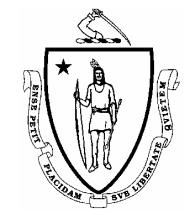 ENSE PETIT
PLACIDAM
SVB LIBERTATE
QVIETEM